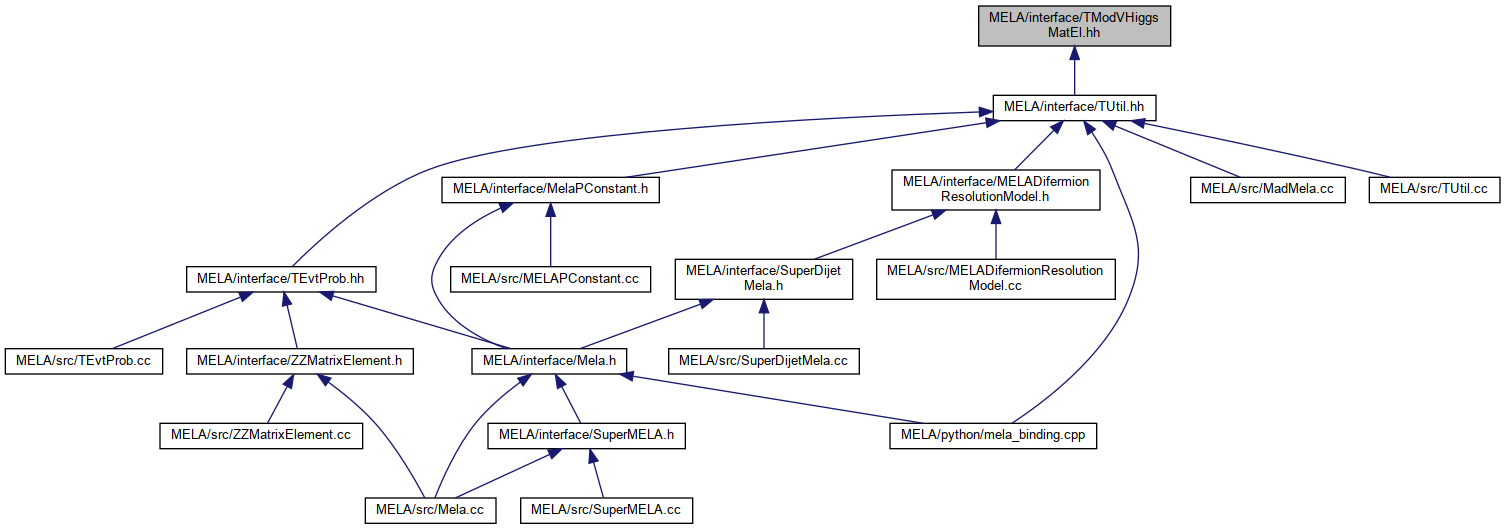 MELA/interface/TModVHiggs
MatEl.hh
MELA/interface/TUtil.hh
MELA/interface/MelaPConstant.h
MELA/interface/MELADifermion
ResolutionModel.h
MELA/src/MadMela.cc
MELA/src/TUtil.cc
MELA/interface/TEvtProb.hh
MELA/src/MELAPConstant.cc
MELA/interface/SuperDijet
Mela.h
MELA/src/MELADifermionResolution
Model.cc
MELA/src/TEvtProb.cc
MELA/interface/ZZMatrixElement.h
MELA/interface/Mela.h
MELA/src/SuperDijetMela.cc
MELA/src/ZZMatrixElement.cc
MELA/interface/SuperMELA.h
MELA/python/mela_binding.cpp
MELA/src/Mela.cc
MELA/src/SuperMELA.cc